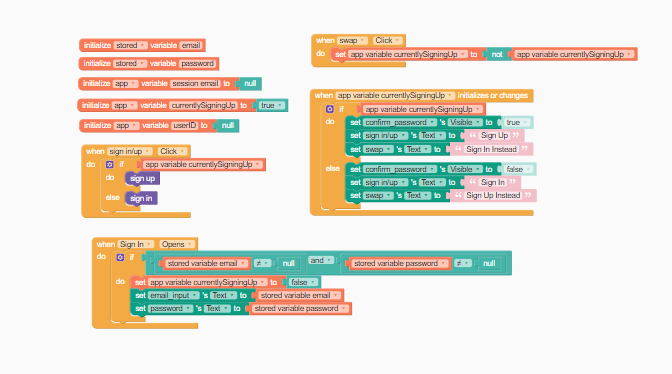 initialize stored variable email
initialize stored variable password
initialize app variable session email to null
initialize app variable currentlySigningUp to true
initialize app variable userID to null
when sign in/up Click
do if app variable currentlySigningUp
do sign up
else sign in
when swap Click
do set app variable currentlySigningUp to not app variable currentlySigningUp
when app variable currentlySigningUp initializes or changes
if app variable currentlySigningUp
do set confirm_password 's Visible to true
set sign in/up 's Text to “ Sign Up ”
set swap 's Text to “ Sign In Instead ”
else set confirm_password 's Visible to false
set sign in/up 's Text to “ Sign In ”
set swap 's Text to “ Sign Up Instead ”
when Sign In Opens
do if stored variable email ≠ null and stored variable password ≠ null
do set app variable currentlySigningUp to false
set email_input 's Text to stored variable email
set password 's Text to stored variable password